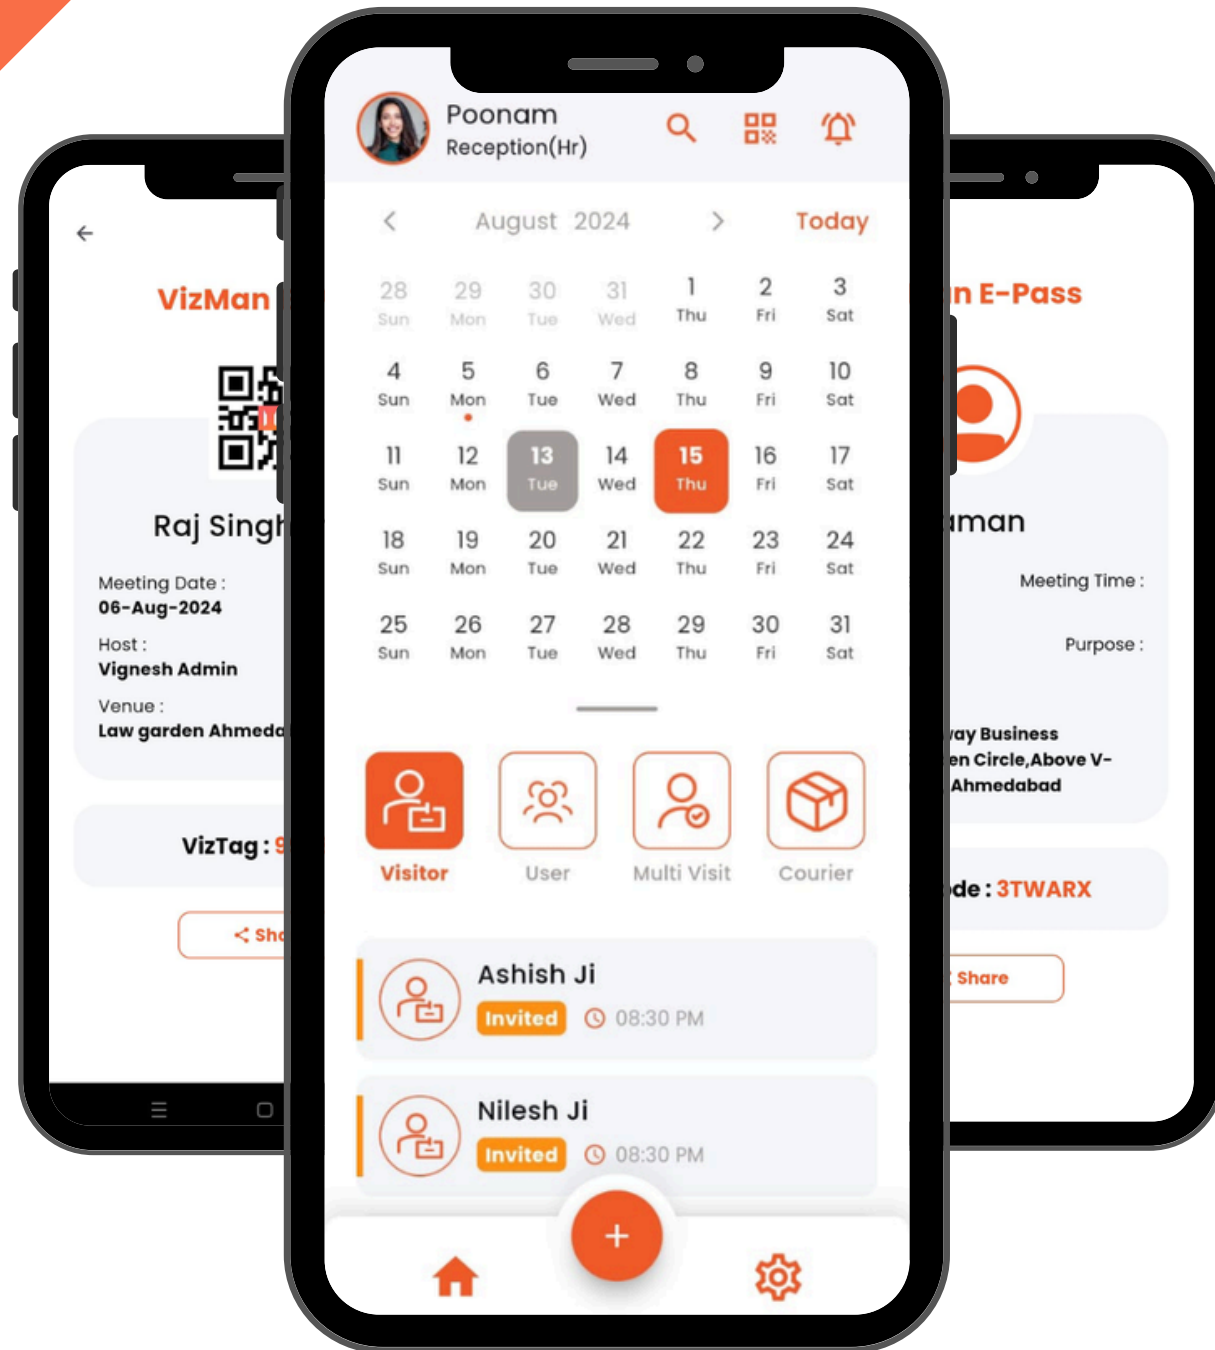 Poonam
Reception(Hr)
August 2024
Today
28 29 30 31 1 2 3
Sun Mon Tue Wed Thu Fri Sat
4 5 6 7 8 9 10
Sun Mon Tue Wed Thu Fri Sat
11 12 13 14 15 16 17
Sun Mon Tue Wed Thu Fri Sat
18 19 20 21 22 23 24
Sun Mon Tue Wed Thu Fri Sat
25 26 27 28 29 30 31
Sun Mon Tue Wed Thu Fri Sat
Visitor User Multi Visit Courier
Ashish Ji
Invited 08:30 PM
Nilesh Ji
Invited 08:30 PM
VizMan
Raj Singh
Meeting Date :
06-Aug-2024
Host :
Vignesh Admin
Venue :
Law garden
VizTag : 9
E-Pass
Meeting Time :
Purpose :
Business
Circle,Above V-
Ahmedabad
: 3TWARX
Share